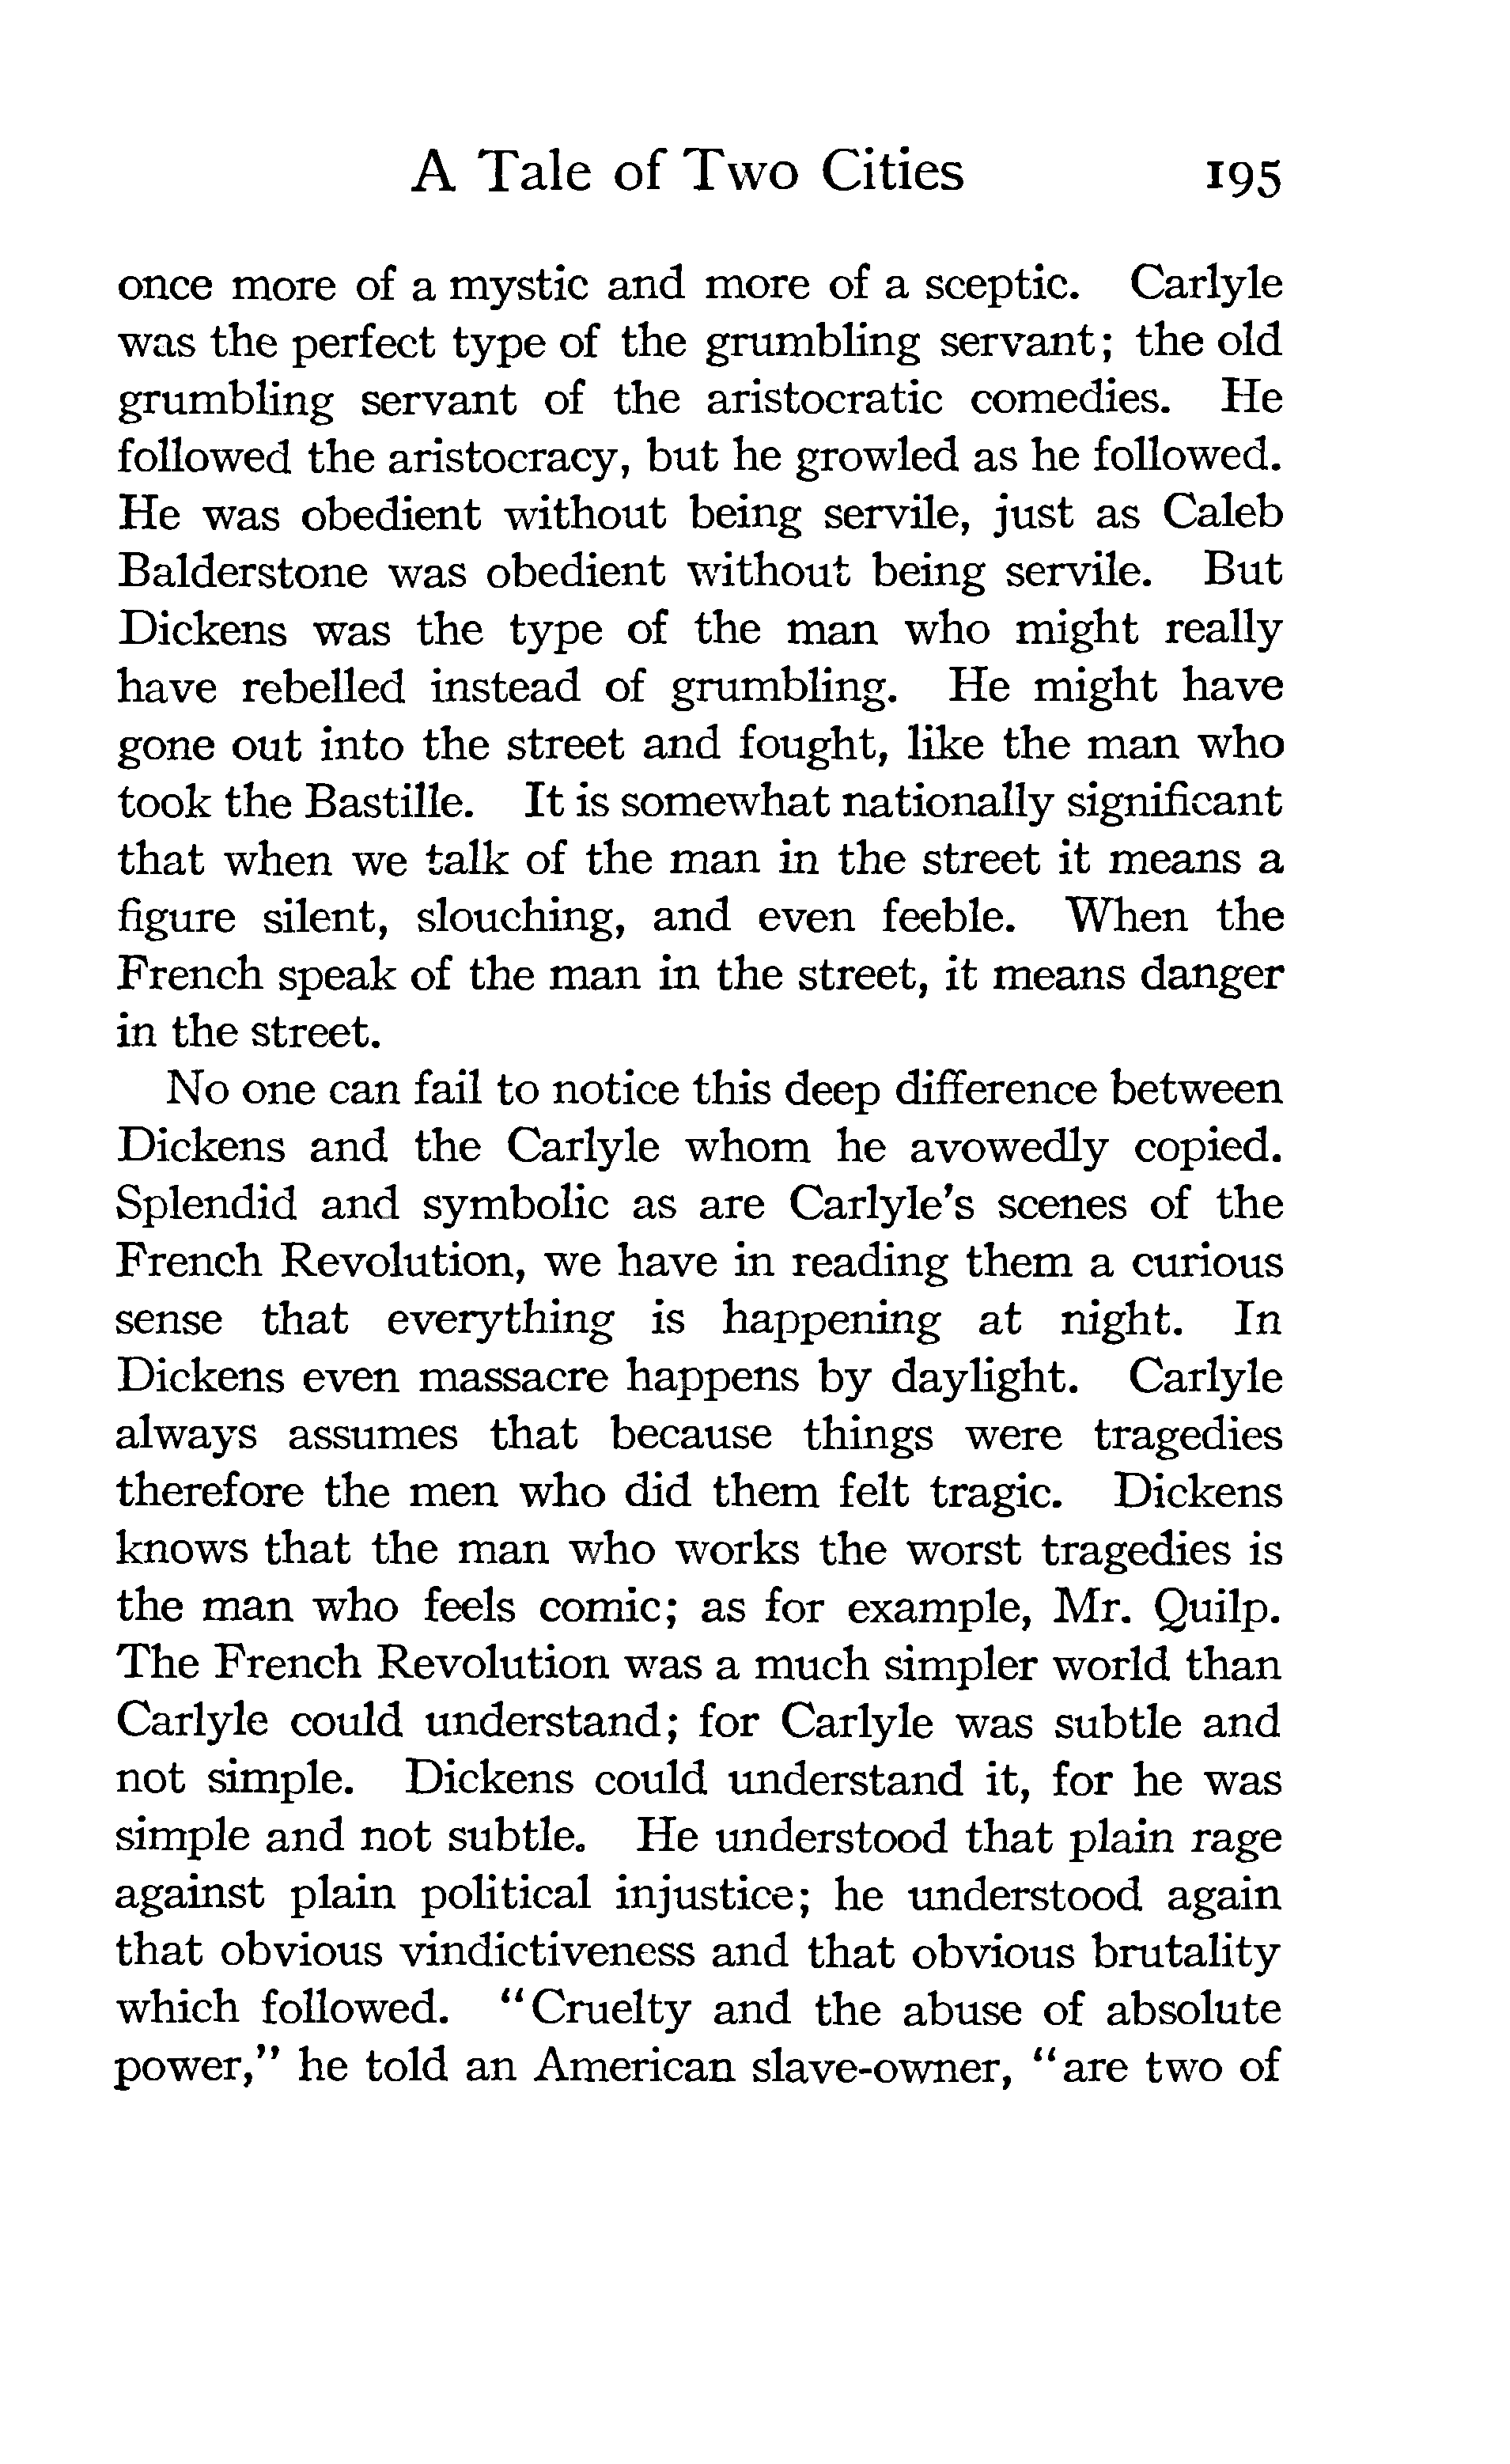 A Tale of Two Cities 195
once more of a mystic and more of a sceptic. Carlyle
was the perfect type of the grumbling servant; the old
grumbling servant of the aristocratic comedies. He
followed the aristocracy, but he growled as he followed.
He was obedient without being servile, just as Caleb
Balderstone was obedient without being servile. But
Dickens was the type of the man who might really
have rebelled instead of grumbling. He might have
gone out into the street and fought, like the man who
took the Bastille. It is somewhat nationally significant
that when we talk of the man in the street it means a
figure silent, slouching, and even feeble. When the
French speak of the man in the street, it means danger
in the street.
No one can fail to notice this deep difference between
Dickens and the Carlyle whom he avowedly copied.
Splendid and symbolic as are Carlyle's scenes of the
French Revolution, we have in reading them a curious
sense that everything is happening at night. In
Dickens even massacre happens by daylight. Carlyle
always assumes that because things were tragedies
therefore the men who did them felt tragic. Dickens
knows that the man who works the worst tragedies is
the man who feels comic; as for example, Mr. Quilp.
The French Revolution was a much simpler world than
Carlyle could understand; for Carlyle was subtle and
not simple. Dickens could understand it, for he was
simple and not subtle. He understood that plain rage
against plain political injustice; he understood again
that obvious vindictiveness and that obvious brutality
which followed. "Cruelty and the abuse of absolute
power," he told an American slave-owner, "are two of